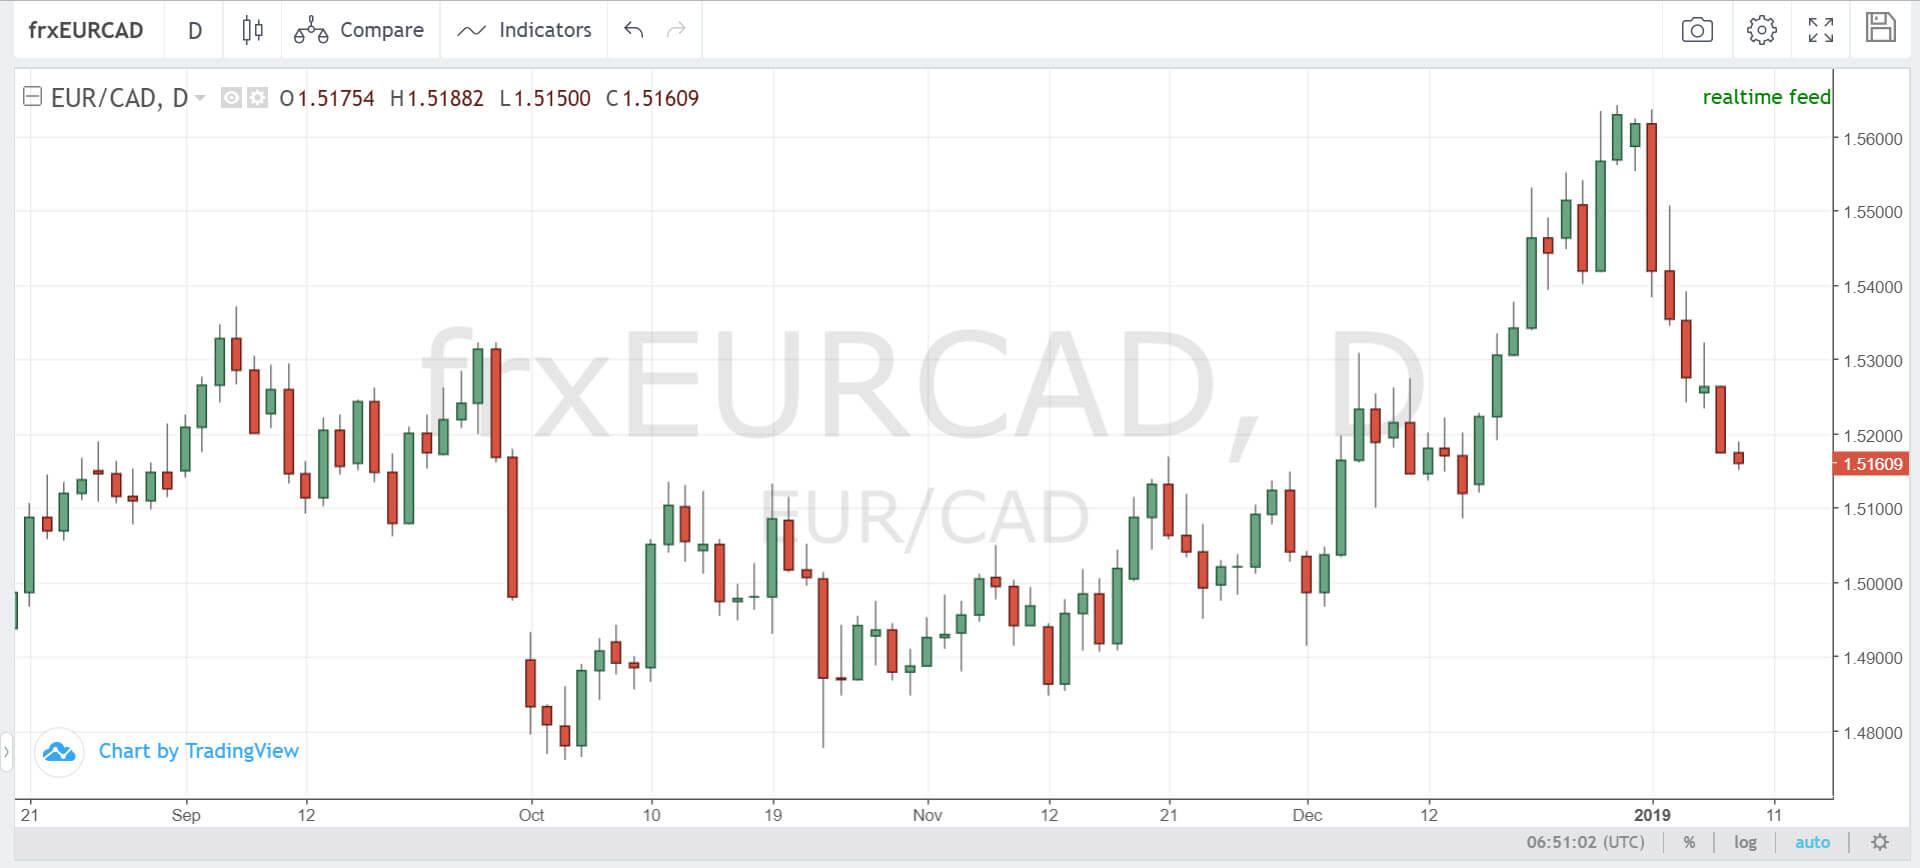 frxEURCAD D Compare Indicators
EUR/CAD, D O1.51754 H1.51882 L1.51500 C1.51609
realtime feed
1.56000
1.55000
1.54000
1.53000
1.52000
1.51609
1.51000
1.50000
1.49000
1.48000
frxEURCAD, D
EUR/CAD
Chart by TradingView
21 Sep 12 Oct 10 19 Nov 12 21 Dec 12 2019 11
06:51:02 (UTC) % log auto